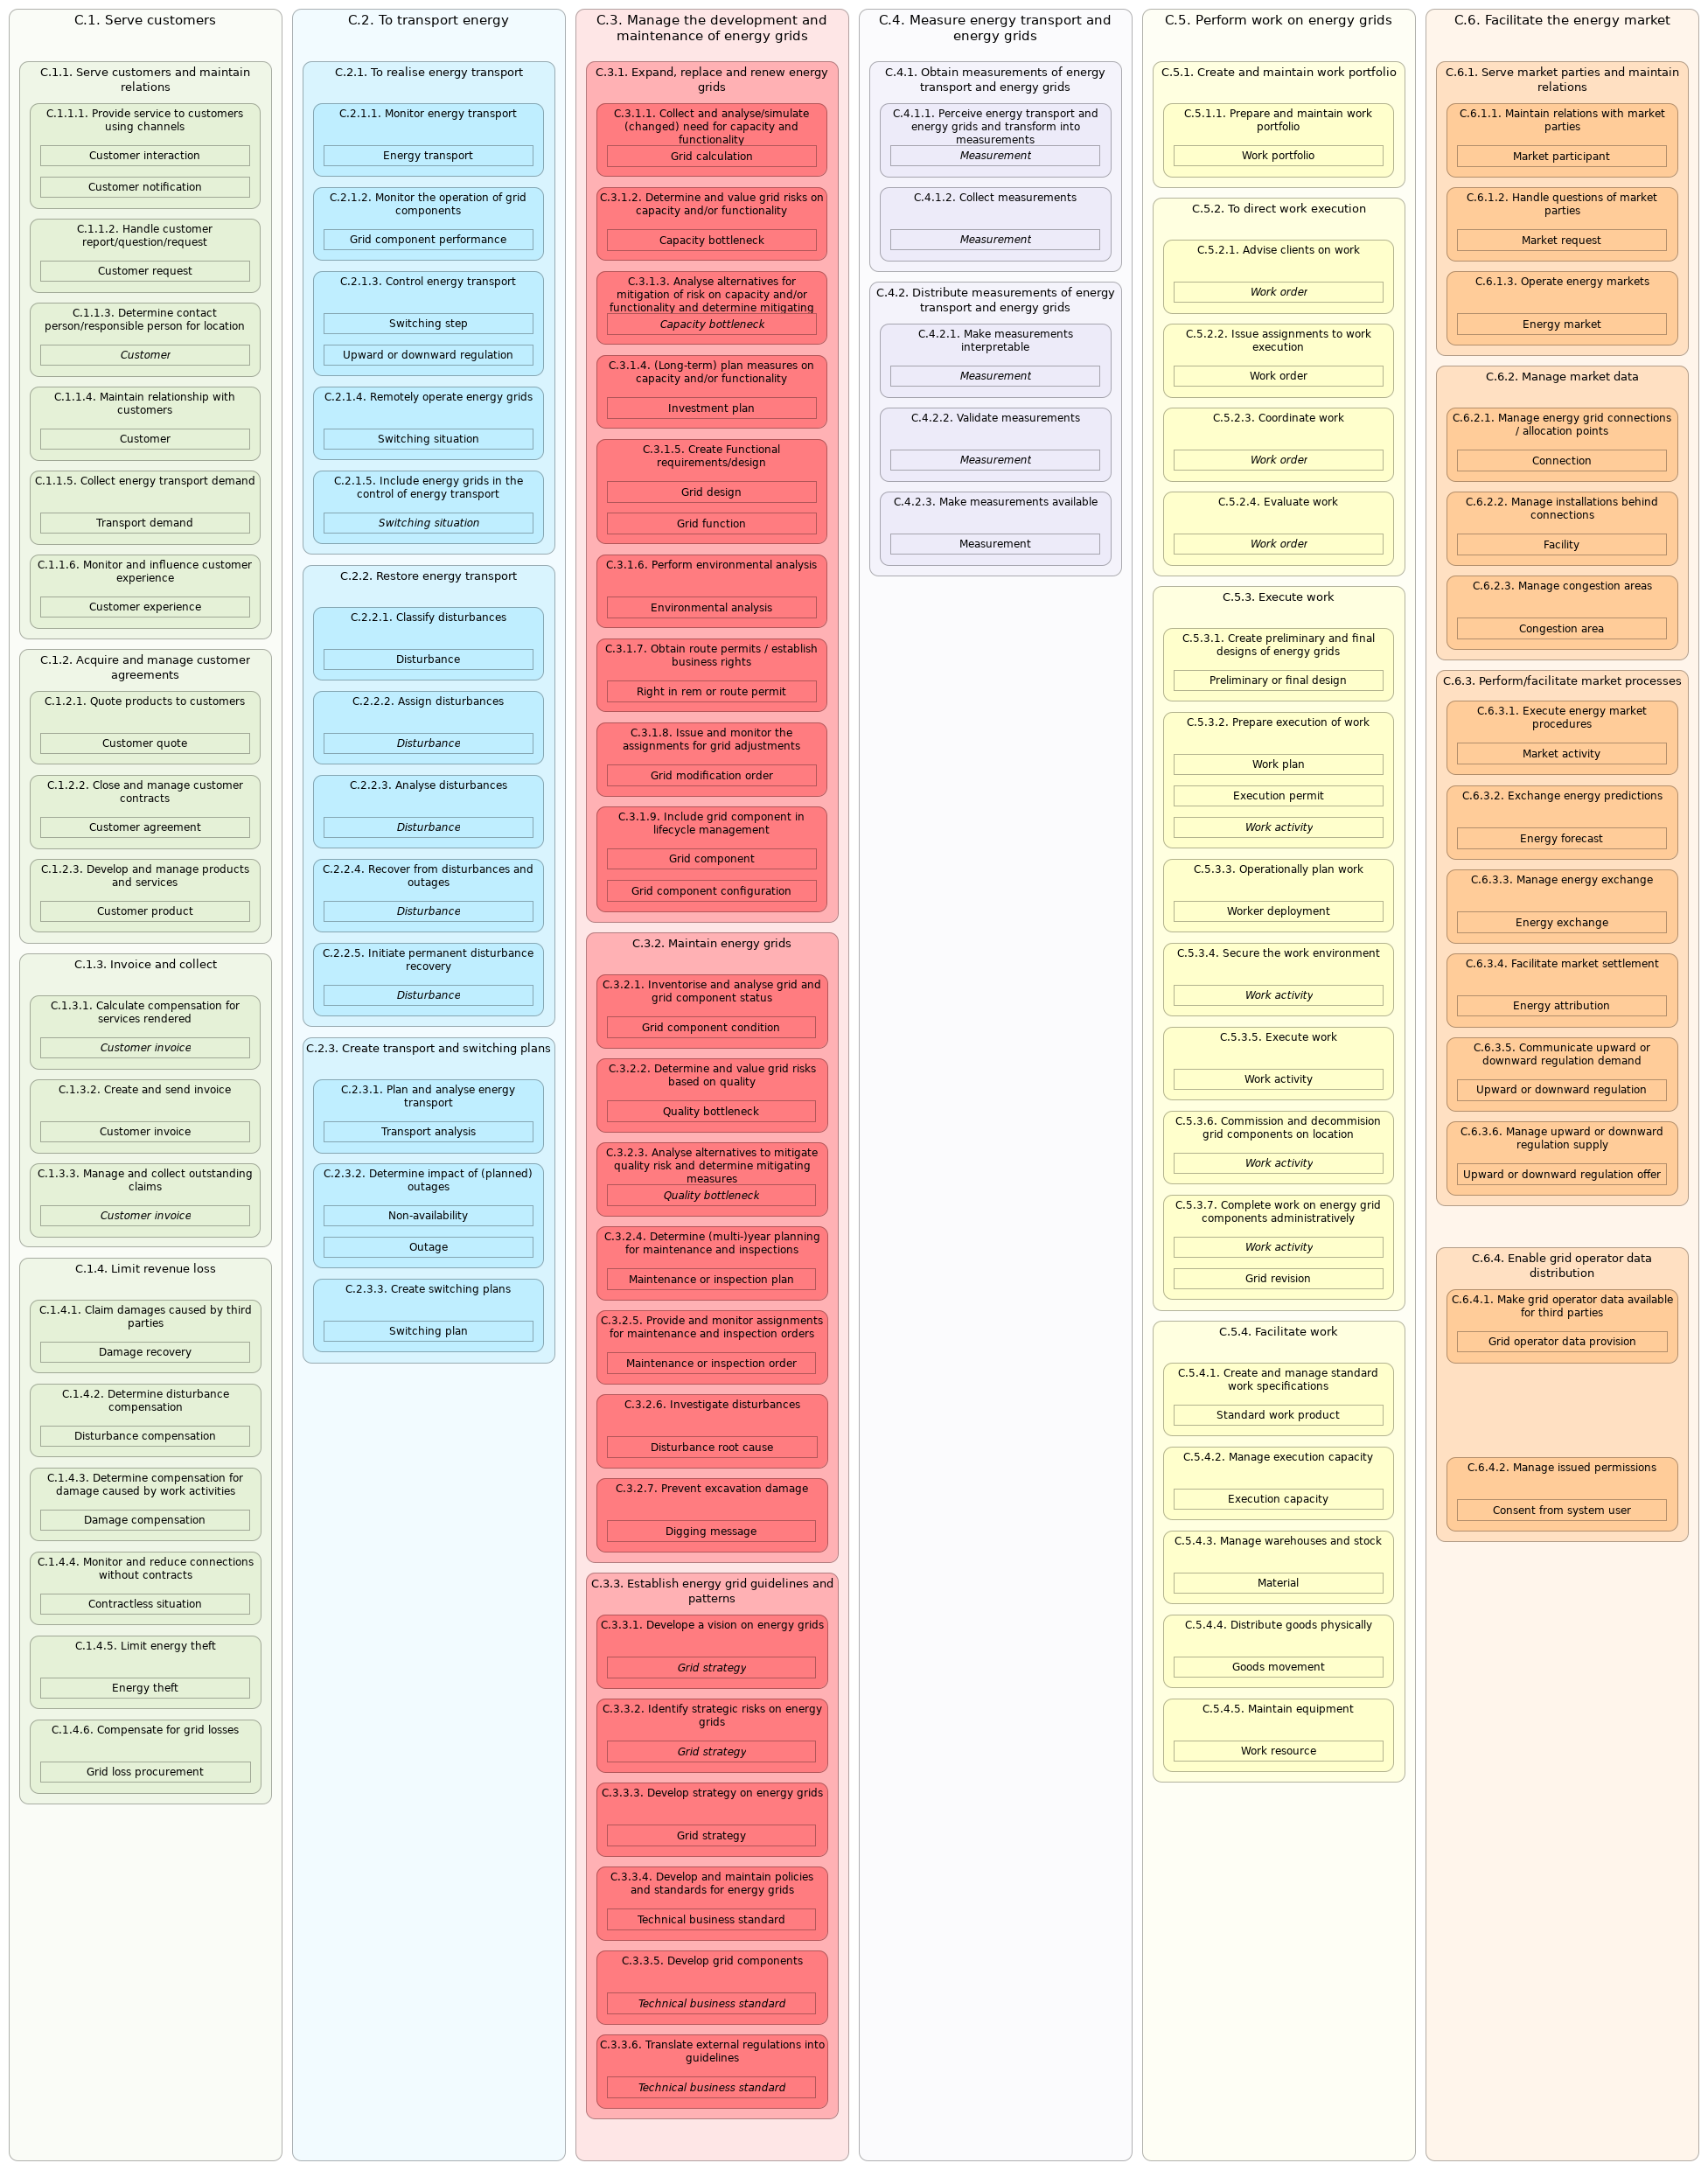 C.1. Serve customers
C.1.1. Serve customers and maintain
relations
C.1.1.1. Provide service to customers
using channels
Customer interaction
Customer notification
C.1.1.2. Handle customer
report/question/request
Customer request
C.1.1.3. Determine contact
person/responsible person for location
Customer
C.1.1.4. Maintain relationship with
customers
Customer
C.1.1.5. Collect energy transport demand
Transport demand
C.1.1.6. Monitor and influence customer
experience
Customer experience
C.1.2. Acquire and manage customer
agreements
C.1.2.1. Quote products to customers
Customer quote
C.1.2.2. Close and manage customer
contracts
Customer agreement
C.1.2.3. Develop and manage products
and services
Customer product
C.1.3. Invoice and collect
C.1.3.1. Calculate compensation for
services rendered
Customer invoice
C.1.3.2. Create and send invoice
Customer invoice
C.1.3.3. Manage and collect outstanding
claims
Customer invoice
C.1.4. Limit revenue loss
C.1.4.1. Claim damages caused by third
parties
Damage recovery
C.1.4.2. Determine disturbance
compensation
Disturbance compensation
C.1.4.3. Determine compensation for
damage caused by work activities
Damage compensation
C.1.4.4. Monitor and reduce connections
without contracts
Contractless situation
C.1.4.5. Limit energy theft
Energy theft
C.1.4.6. Compensate for grid losses
Grid loss procurement
C.2. To transport energy
C.2.1. To realise energy transport
C.2.1.1. Monitor energy transport
Energy transport
C.2.1.2. Monitor the operation of grid
components
Grid component performance
C.2.1.3. Control energy transport
Switching step
Upward or downward regulation
C.2.1.4. Remotely operate energy grids
Switching situation
C.2.1.5. Include energy grids in the
control of energy transport
Switching situation
C.2.2. Restore energy transport
C.2.2.1. Classify disturbances
Disturbance
C.2.2.2. Assign disturbances
Disturbance
C.2.2.3. Analyse disturbances
Disturbance
C.2.2.4. Recover from disturbances and
outages
Disturbance
C.2.2.5. Initiate permanent disturbance
recovery
Disturbance
C.2.3. Create transport and switching plans
C.2.3.1. Plan and analyse energy
transport
Transport analysis
C.2.3.2. Determine impact of (planned)
outages
Non-availability
Outage
C.2.3.3. Create switching plans
Switching plan
C.3. Manage the development and
maintenance of energy grids
C.3.1. Expand, replace and renew energy
grids
C.3.1.1. Collect and analyse/simulate
(changed) need for capacity and
functionality
Grid calculation
C.3.1.2. Determine and value grid risks on
capacity and/or functionality
Capacity bottleneck
C.3.1.3. Analyse alternatives for
mitigation of risk on capacity and/or
functionality and determine mitigating
Capacity bottleneck
C.3.1.4. (Long-term) plan measures on
capacity and/or functionality
Investment plan
C.3.1.5. Create Functional
requirements/design
Grid design
Grid function
C.3.1.6. Perform environmental analysis
Environmental analysis
C.3.1.7. Obtain route permits / establish
business rights
Right in rem or route permit
C.3.1.8. Issue and monitor the
assignments for grid adjustments
Grid modification order
C.3.1.9. Include grid component in
lifecycle management
Grid component
Grid component configuration
C.3.2. Maintain energy grids
C.3.2.1. Inventorise and analyse grid and
grid component status
Grid component condition
C.3.2.2. Determine and value grid risks
based on quality
Quality bottleneck
C.3.2.3. Analyse alternatives to mitigate
quality risk and determine mitigating
measures
Quality bottleneck
C.3.2.4. Determine (multi-)year planning
for maintenance and inspections
Maintenance or inspection plan
C.3.2.5. Provide and monitor assignments
for maintenance and inspection orders
Maintenance or inspection order
C.3.2.6. Investigate disturbances
Disturbance root cause
C.3.2.7. Prevent excavation damage
Digging message
C.3.3. Establish energy grid guidelines and
patterns
C.3.3.1. Develope a vision on energy grids
Grid strategy
C.3.3.2. Identify strategic risks on energy
grids
Grid strategy
C.3.3.3. Develop strategy on energy grids
Grid strategy
C.3.3.4. Develop and maintain policies
and standards for energy grids
Technical business standard
C.3.3.5. Develop grid components
Technical business standard
C.3.3.6. Translate external regulations into
guidelines
Technical business standard
C.4. Measure energy transport and
energy grids
C.4.1. Obtain measurements of energy
transport and energy grids
C.4.1.1. Perceive energy transport and
energy grids and transform into
measurements
Measurement
C.4.1.2. Collect measurements
Measurement
C.4.2. Distribute measurements of energy
transport and energy grids
C.4.2.1. Make measurements
interpretable
Measurement
C.4.2.2. Validate measurements
Measurement
C.4.2.3. Make measurements available
Measurement
C.5. Perform work on energy grids
C.5.1. Create and maintain work portfolio
C.5.1.1. Prepare and maintain work
portfolio
Work portfolio
C.5.2. To direct work execution
C.5.2.1. Advise clients on work
Work order
C.5.2.2. Issue assignments to work
execution
Work order
C.5.2.3. Coordinate work
Work order
C.5.2.4. Evaluate work
Work order
C.5.3. Execute work
C.5.3.1. Create preliminary and final
designs of energy grids
Preliminary or final design
C.5.3.2. Prepare execution of work
Work plan
Execution permit
Work activity
C.5.3.3. Operationally plan work
Worker deployment
C.5.3.4. Secure the work environment
Work activity
C.5.3.5. Execute work
Work activity
C.5.3.6. Commission and decommision
grid components on location
Work activity
C.5.3.7. Complete work on energy grid
components administratively
Work activity
Grid revision
C.5.4. Facilitate work
C.5.4.1. Create and manage standard
work specifications
Standard work product
C.5.4.2. Manage execution capacity
Execution capacity
C.5.4.3. Manage warehouses and stock
Material
C.5.4.4. Distribute goods physically
Goods movement
C.5.4.5. Maintain equipment
Work resource
C.6. Facilitate the energy market
C.6.1. Serve market parties and maintain
relations
C.6.1.1. Maintain relations with market
parties
Market participant
C.6.1.2. Handle questions of market
parties
Market request
C.6.1.3. Operate energy markets
Energy market
C.6.2. Manage market data
C.6.2.1. Manage energy grid connections
/ allocation points
Connection
C.6.2.2. Manage installations behind
connections
Facility
C.6.2.3. Manage congestion areas
Congestion area
C.6.3. Perform/facilitate market processes
C.6.3.1. Execute energy market
procedures
Market activity
C.6.3.2. Exchange energy predictions
Energy forecast
C.6.3.3. Manage energy exchange
Energy exchange
C.6.3.4. Facilitate market settlement
Energy attribution
C.6.3.5. Communicate upward or
downward regulation demand
Upward or downward regulation
C.6.3.6. Manage upward or downward
regulation supply
Upward or downward regulation offer
C.6.4. Enable grid operator data
distribution
C.6.4.1. Make grid operator data available
for third parties
Grid operator data provision
C.6.4.2. Manage issued permissions
Consent from system user